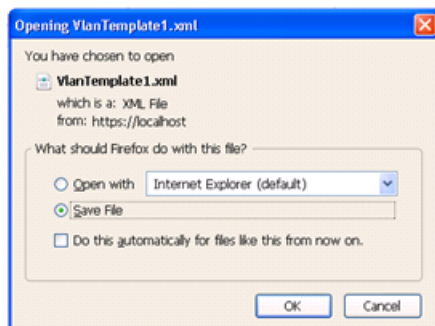 Opening VlanTemplate1.xml
You have chosen to open
VlanTemplate1.xml
which is a: XML File
from: https://localhost
What should Firefox do with this file?
Open with Internet Explorer (default)
Save File
Do this automatically for files like this from now on.
OK Cancel